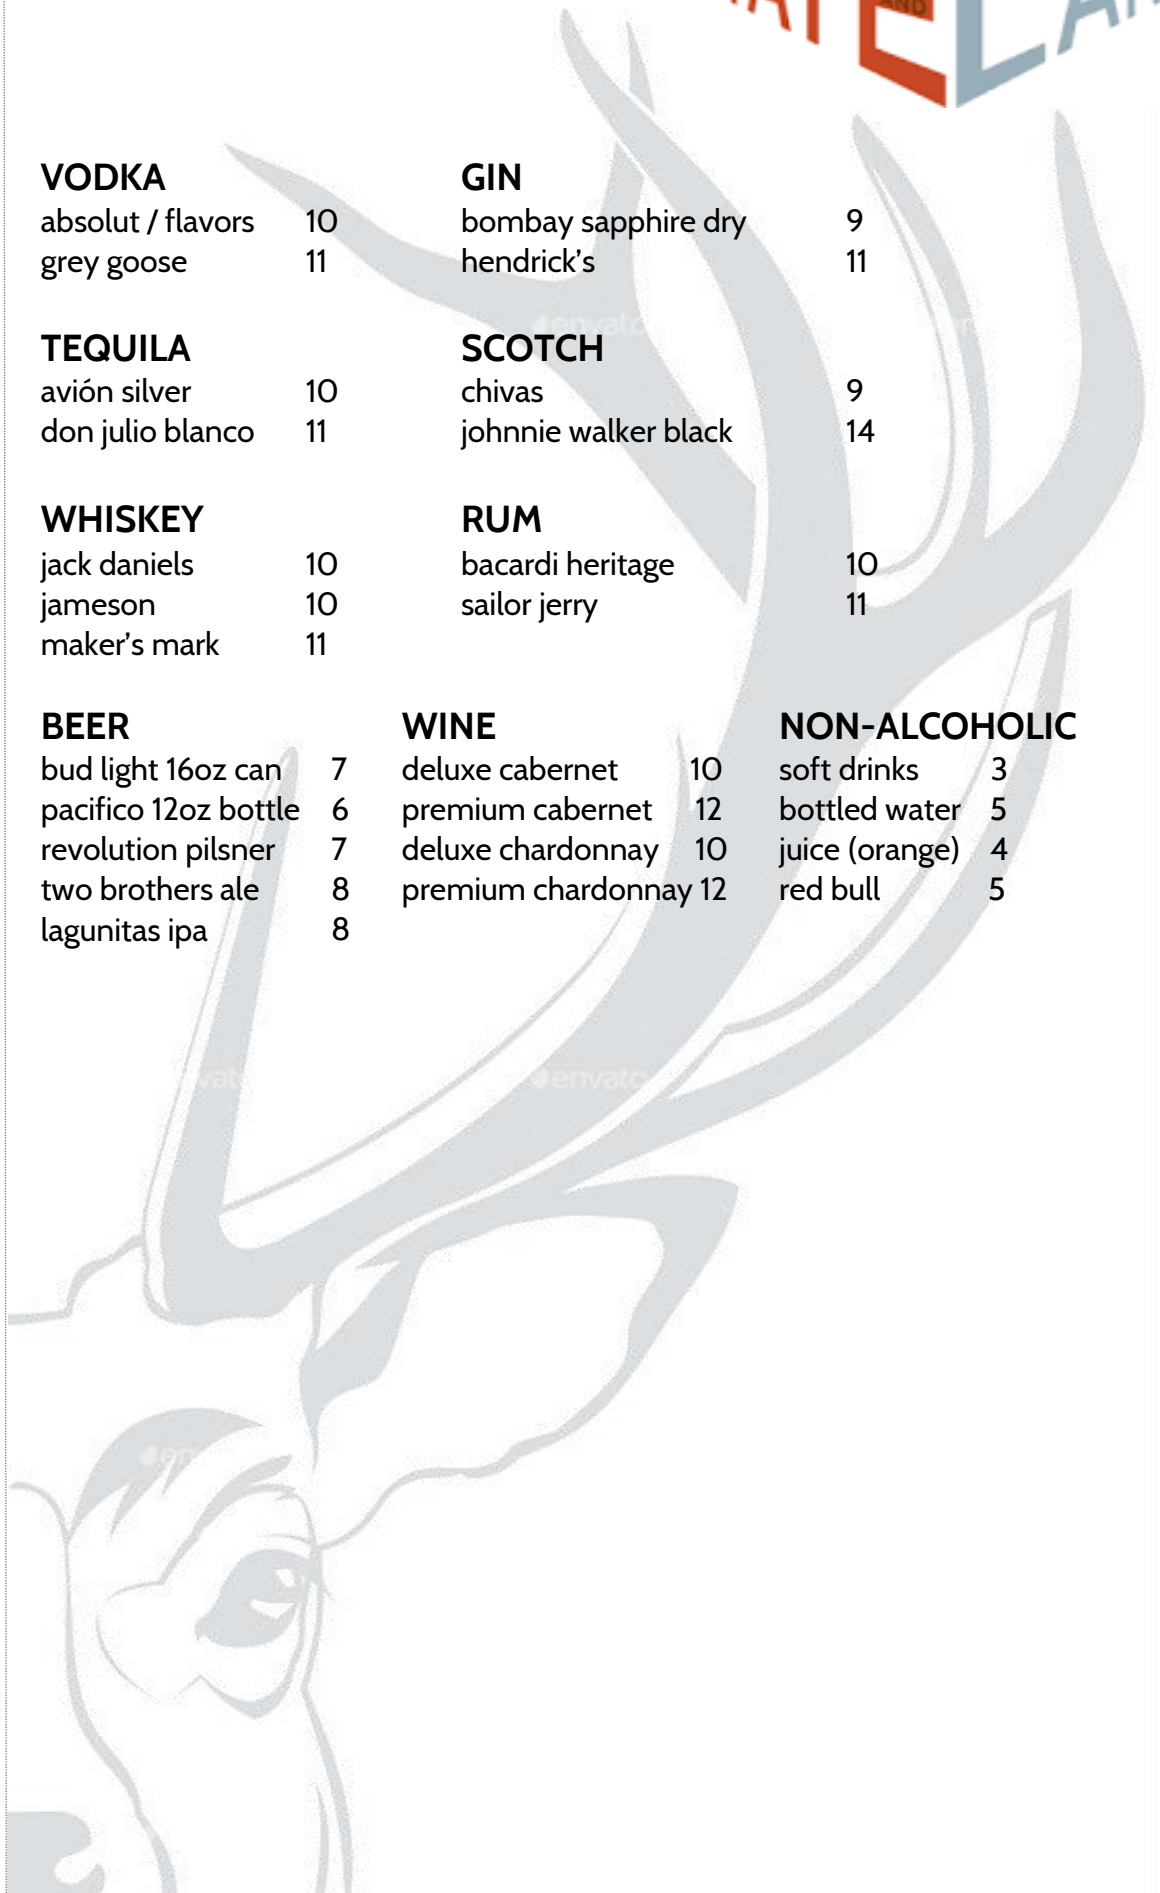 AND
VODKA
absolut / flavors 10
grey goose 11
GIN
bombay sapphire dry 9
hendrick's 11
TEQUILA
avión silver 10
don julio blanco 11
SCOTCH
chivas 9
johnnie walker black 14
WHISKEY
jack daniels 10
jameson 10
maker's mark 11
RUM
bacardi heritage 10
sailor jerry 11
BEER
bud light 16oz can 7
pacifico 12oz bottle 6
revolution pilsner 7
two brothers ale 8
lagunitas ipa 8
WINE
deluxe cabernet 10
premium cabernet 12
deluxe chardonnay 10
premium chardonnay 12
NON-ALCOHOLIC
soft drinks 3
bottled water 5
juice (orange) 4
red bull 5
envato
envato